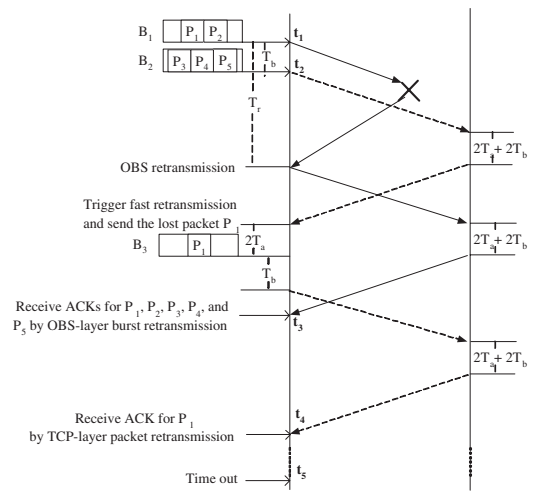 B1 P1 P2 t1
B2 P3 P4 P5 Tb t2
Tr
2Ta + 2Tb
OBS retransmission
Trigger fast retransmission
and send the lost packet P1
B3 P1 2Ta
2Ta + 2Tb
Tb
Receive ACKs for P1, P2, P3, P4, and
P5 by OBS-layer burst retransmission
t3
2Ta + 2Tb
Receive ACK for P1
by TCP-layer packet retransmission
t4
Time out t5